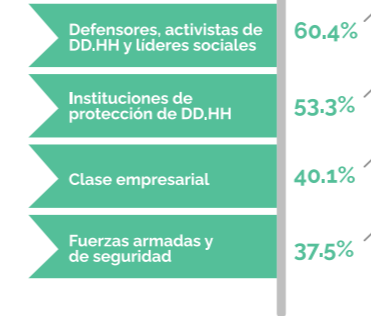 Defensores, activistas de
DD.HH y líderes sociales
60.4%
Instituciones de
protección de DD.HH
53.3%
Clase empresarial
40.1%
Fuerzas armadas y
de seguridad
37.5%